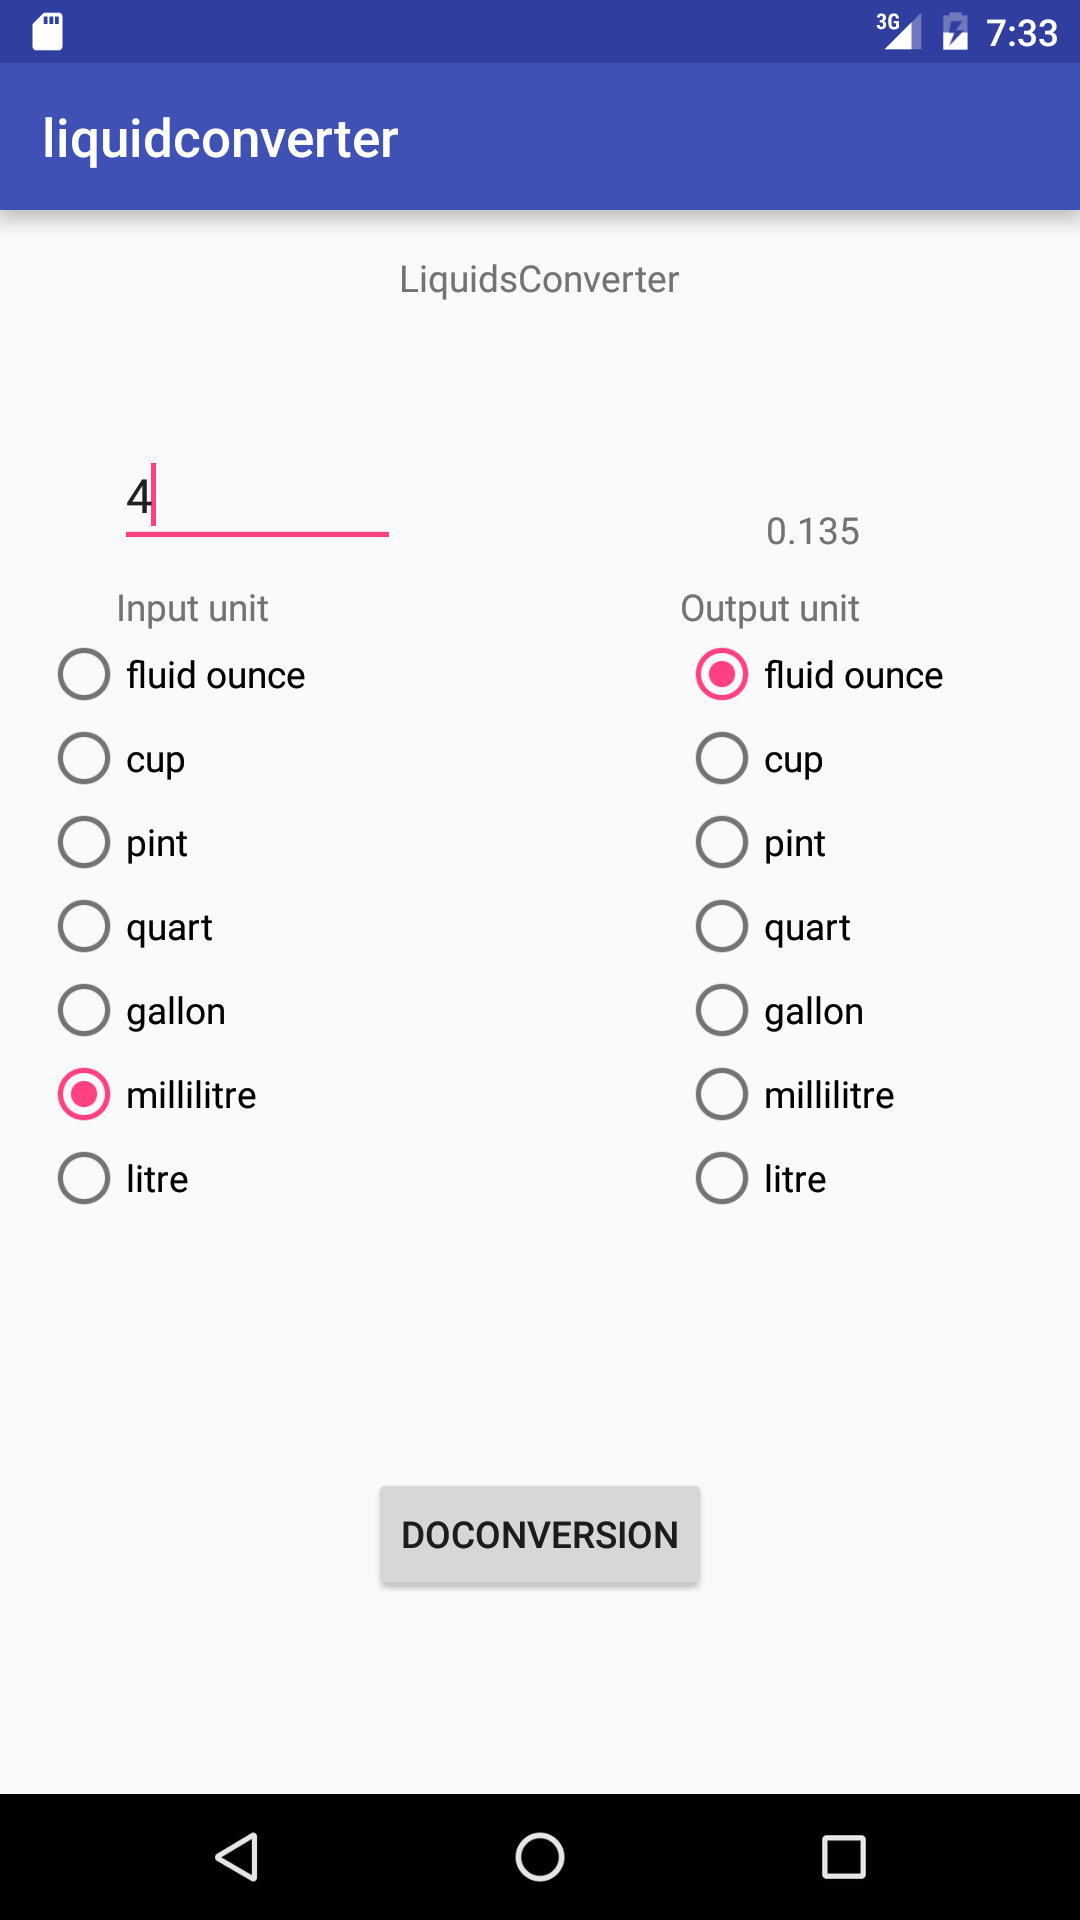 3G 7:33
liquidconverter
LiquidsConverter
4
0.135
Input unit
Output unit
fluid ounce
fluid ounce
cup
cup
pint
pint
quart
quart
gallon
gallon
millilitre
millilitre
litre
litre
DOCONVERSION